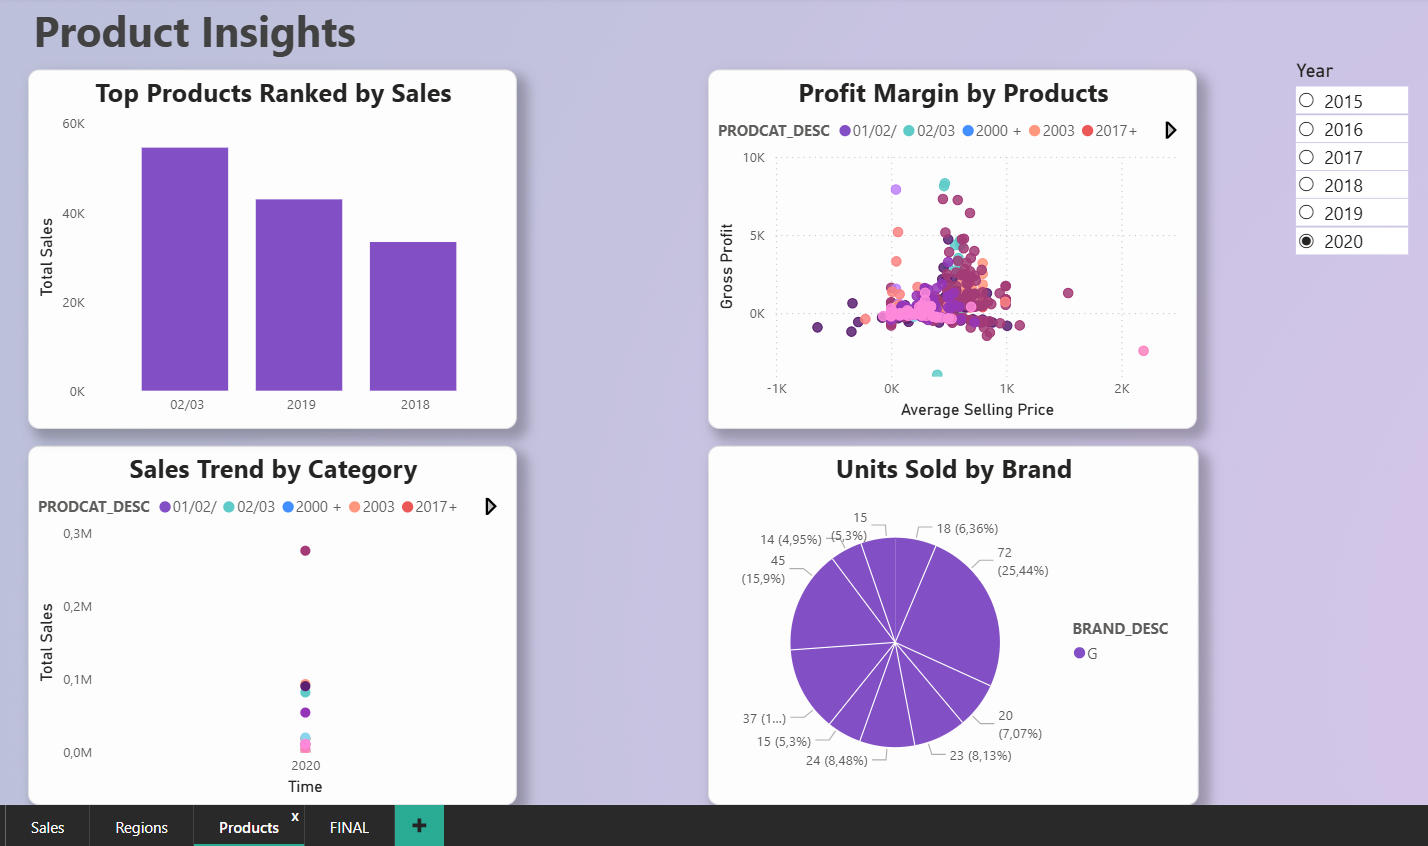 Product Insights
Top Products Ranked by Sales
60K
40K
20K
0K
Total Sales
02/03
2019
2018
Profit Margin by Products
PRODCAT_DESC 01/02/ 02/03 2000 + 2003 2017+
10K
5K
0K
Gross Profit
-1K
0K
1K
2K
Average Selling Price
Year
2015
2016
2017
2018
2019
2020
Sales Trend by Category
PRODCAT_DESC 01/02/ 02/03 2000 + 2003 2017+
0,3M
0,2M
0,1M
0,0M
Total Sales
2020
Time
Units Sold by Brand
15
(5,3%)
18 (6,36%)
14 (4,95%)
72
(25,44%)
45
(15,9%)
20
(7,07%)
37 (1...)
15 (5,3%)
23 (8,13%)
24 (8,48%)
BRAND_DESC
G
Sales
Regions
Products x
FINAL
+